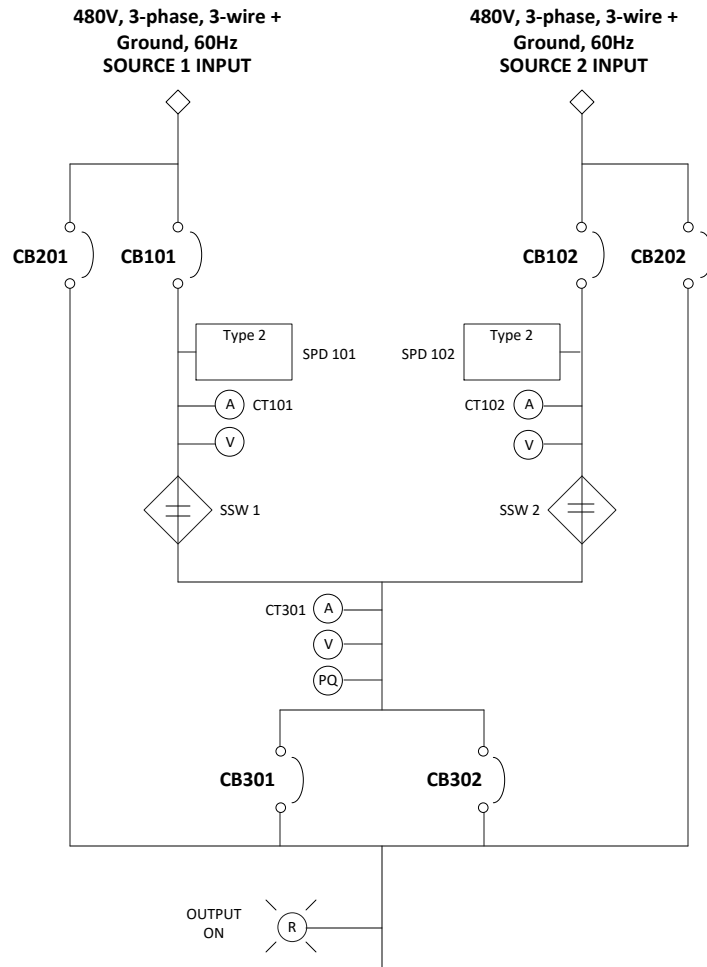 480V, 3-phase, 3-wire +
Ground, 60Hz
SOURCE 1 INPUT
480V, 3-phase, 3-wire +
Ground, 60Hz
SOURCE 2 INPUT
CB201
CB101
CB102
CB202
Type 2
SPD 101
SPD 102
Type 2
A
CT101
CT102
A
V
V
SSW 1
SSW 2
CT301
A
V
PQ
CB301
CB302
OUTPUT
ON
R